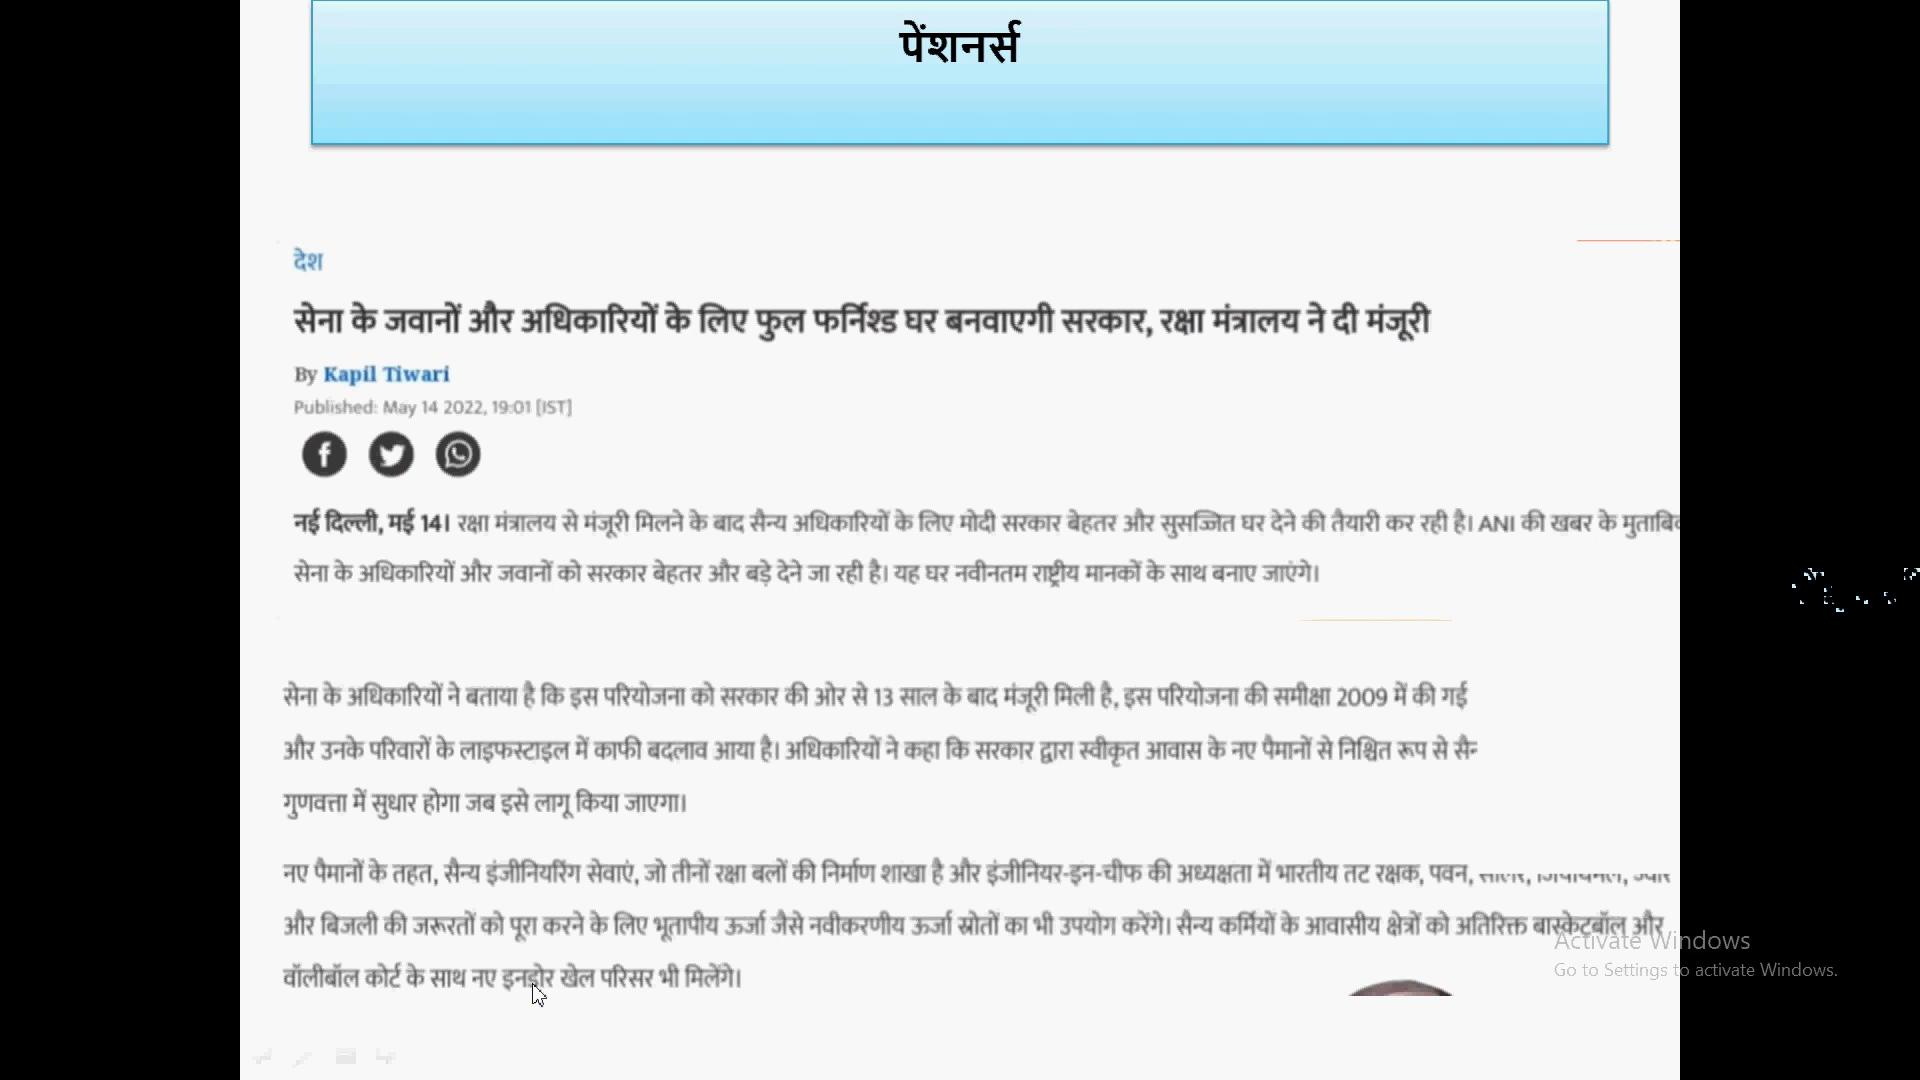 पेंशनर्स
देश
सेना के जवानों और अधिकारियों के लिए फुल फर्निश्ड घर बनवाएगी सरकार, रक्षा मंत्रालय ने दी मंजूरी
By Kapil Tiwari
Published: May 14 2022, 19:01 [IST]
नई दिल्ली, मई 14। रक्षा मंत्रालय से मंजूरी मिलने के बाद सैन्य अधिकारियों के लिए मोदी सरकार बेहतर और सुसज्जित घर देने की तैयारी कर रही है। ANI की खबर के
सेना के अधिकारियों और जवानों को सरकार बेहतर और बड़े देने जा रही है। यह घर नवीनतम राष्ट्रीय मानकों के साथ बनाए जाएंगे।
सेना के अधिकारियों ने बताया है कि इस परियोजना को सरकार की ओर से 13 साल के बाद मंजूरी मिली है, इस परियोजना की समीक्षा 2009 में की गई
और उनके परिवारों के लाइफस्टाइल में काफी बदलाव आया है। अधिकारियों ने कहा कि सरकार द्वारा स्वीकृत आवास के नए पैमानों से निश्चित रूप से
गुणवत्ता में सुधार होगा जब इसे लागू किया जाएगा।
नए पैमानों के तहत, सैन्य इंजीनियरिंग सेवाएं, जो तीनों रक्षा बलों की निर्माण शाखा है और इंजीनियर-इन-चीफ की अध्यक्षता में भारतीय तट रक्षक, पवन,
और बिजली की जरूरतों को पूरा करने के लिए भूतापीय ऊर्जा जैसे नवीकरणीय ऊर्जा स्रोतों का भी उपयोग करेंगे। सैन्य कर्मियों के आवासीय क्षेत्रों को अतिरिक्त बास्केटबॉल और
वॉलीबॉल कोर्ट के साथ नए इनडोर खेल परिसर भी मिलेंगे।
Activate Windows
Go to Settings to activate Windows.